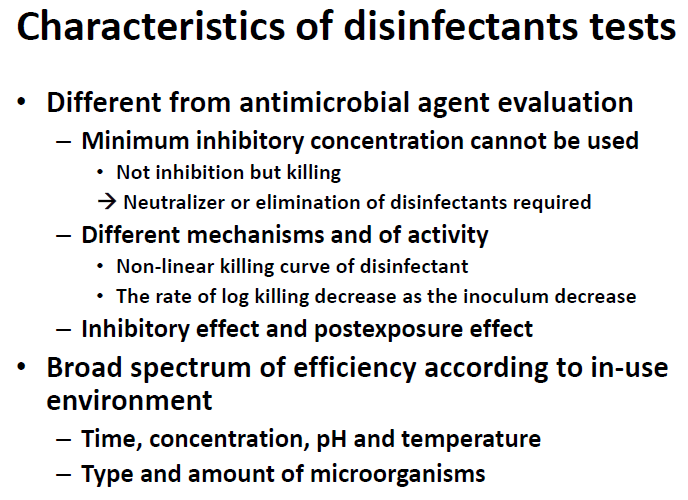 Characteristics of disinfectants tests
• Different from antimicrobial agent evaluation
– Minimum inhibitory concentration cannot be used
• Not inhibition but killing
→ Neutralizer or elimination of disinfectants required
– Different mechanisms and of activity
• Non-linear killing curve of disinfectant
• The rate of log killing decrease as the inoculum decrease
– Inhibitory effect and postexposure effect
• Broad spectrum of efficiency according to in-use
environment
– Time, concentration, pH and temperature
– Type and amount of microorganisms